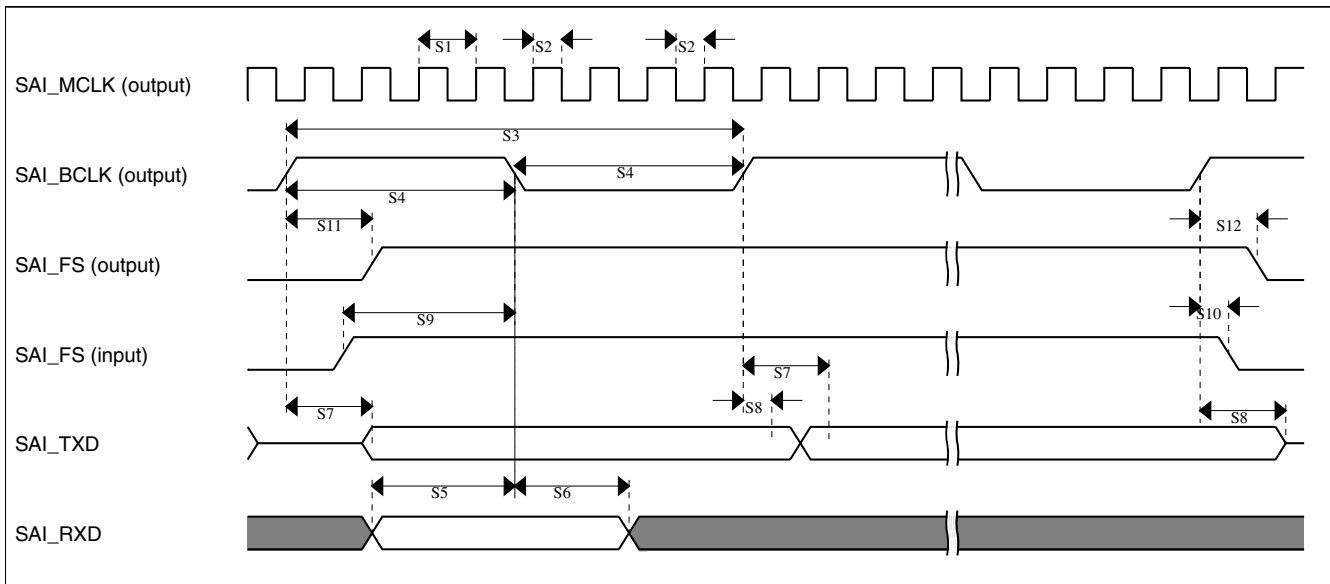 S1 S2 S2
SAI_MCLK (output)
S3
SAI_BCLK (output)
S4
S4
S11 S12
SAI_FS (output)
S9 S10
SAI_FS (input)
S7
S7 S8 S8
SAI_TXD
S5 S6
SAI_RXD